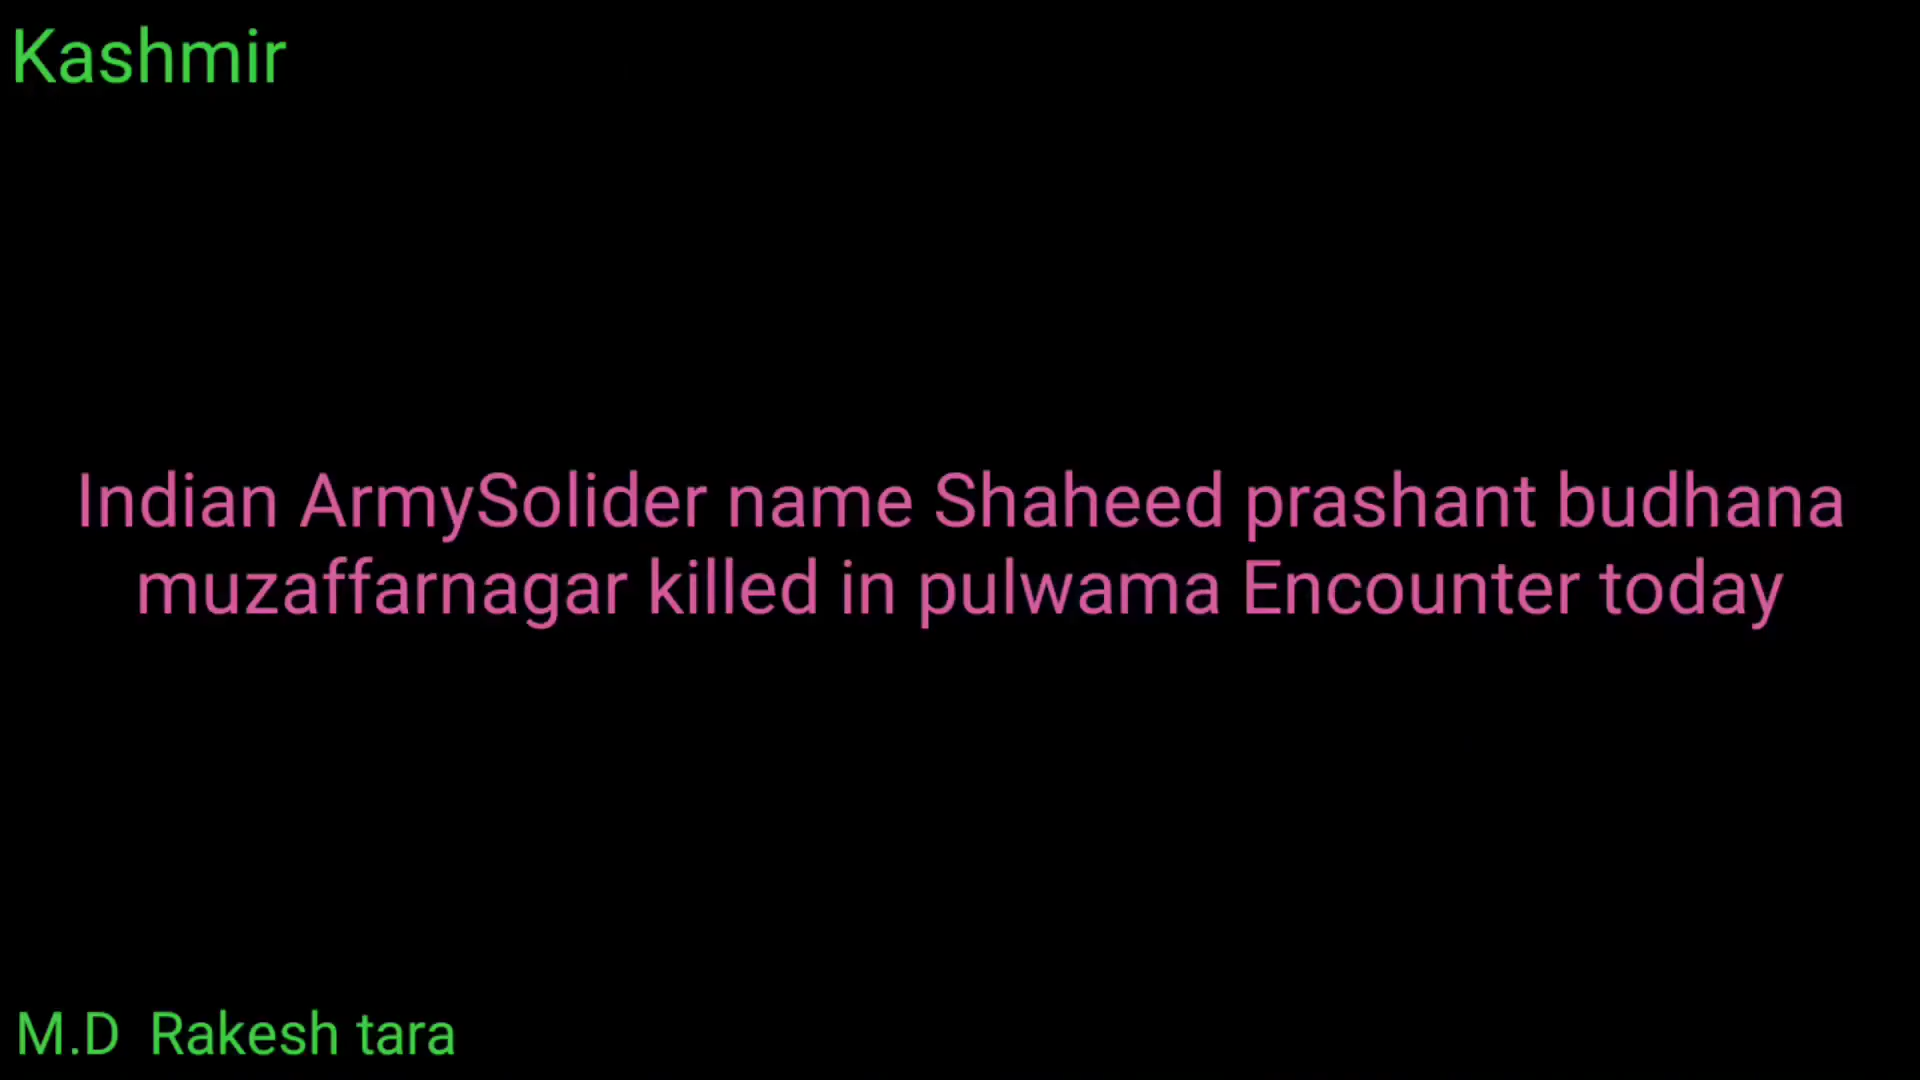 Kashmir
Indian ArmySolider name Shaheed prashant budhana
muzaffarnagar killed in pulwama Encounter today
M.D  Rakesh tara